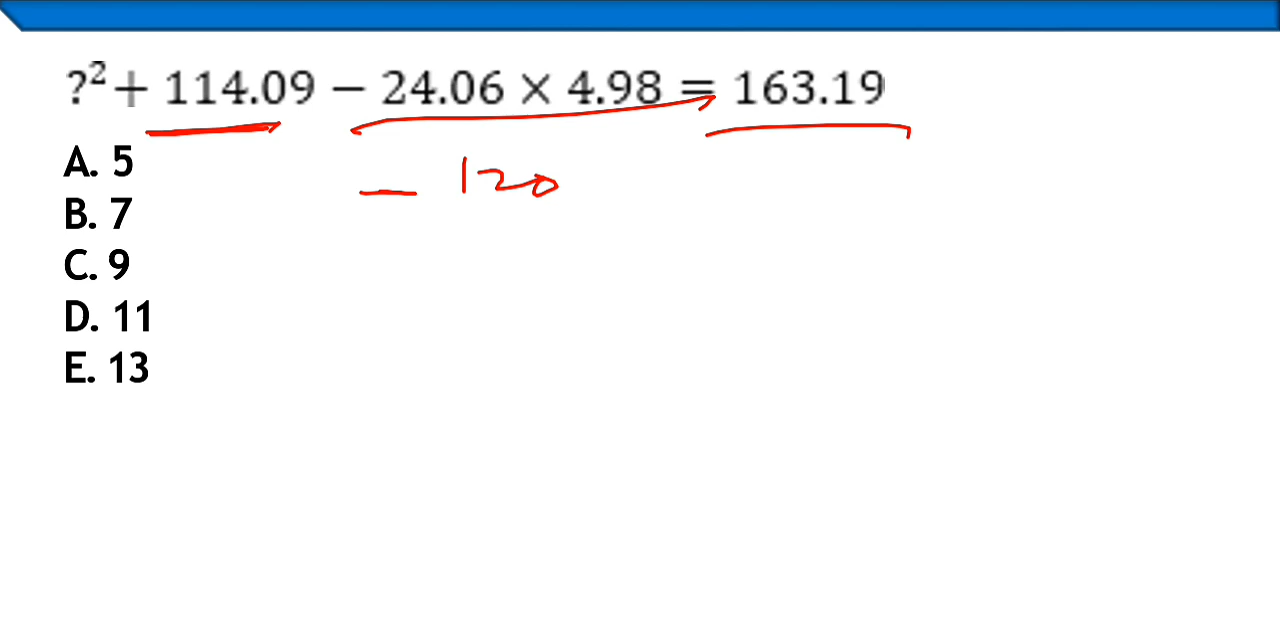 ?² + 114.09 − 24.06 × 4.98 = 163.19
− 120
A. 5
B. 7
C. 9
D. 11
E. 13